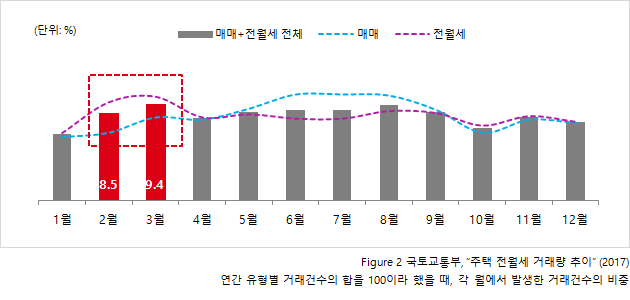 (단위: %)
매매+전월세 전체 매매 전월세
8.5 9.4
1월 2월 3월 4월 5월 6월 7월 8월 9월 10월 11월 12월
Figure 2 국토교통부, “주택 전월세 거래량 추이” (2017)
연간 유형별 거래건수의 합을 100이라 했을 때, 각 월에서 발생한 거래건수의 비중